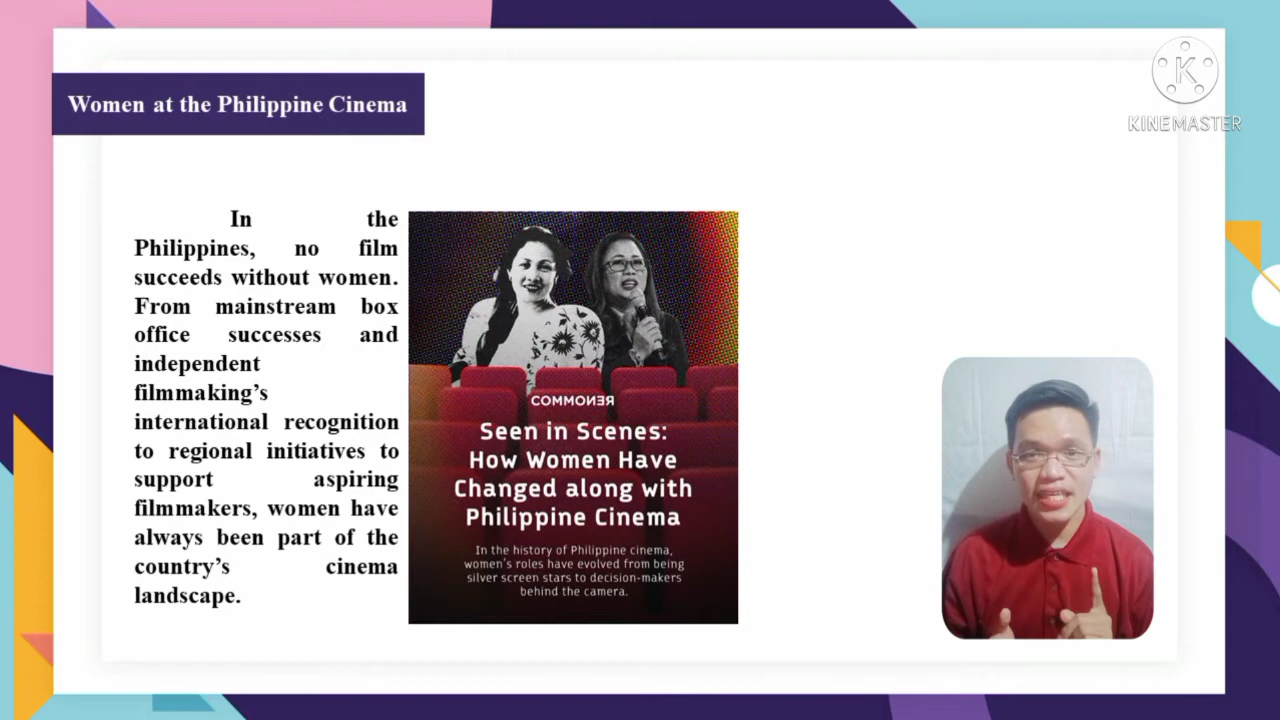 Women at the Philippine Cinema
K
KINEMASTER
In the
Philippines, no film
succeeds without women.
From mainstream box
office successes and
independent
filmmaking's
international recognition
to regional initiatives to
support aspiring
filmmakers, women have
always been part of the
country's cinema
landscape.
COMMONER
Seen in Scenes:
How Women Have
Changed along with
Philippine Cinema
In the history of Philippine cinema,
women's roles have evolved from being
silver screen stars to decision-makers
behind the camera.